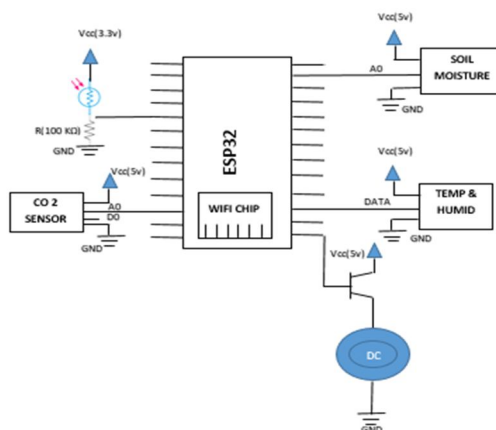 Vcc(3.3v)
R(100 KΩ)
GND
Vcc(5v)
CO 2
SENSOR
A0
D0
GND
ESP32
WIFI CHIP
Vcc(5v)
A0
SOIL
MOISTURE
GND
Vcc(5v)
DATA
TEMP &
HUMID
GND
Vcc(5v)
DC
GND